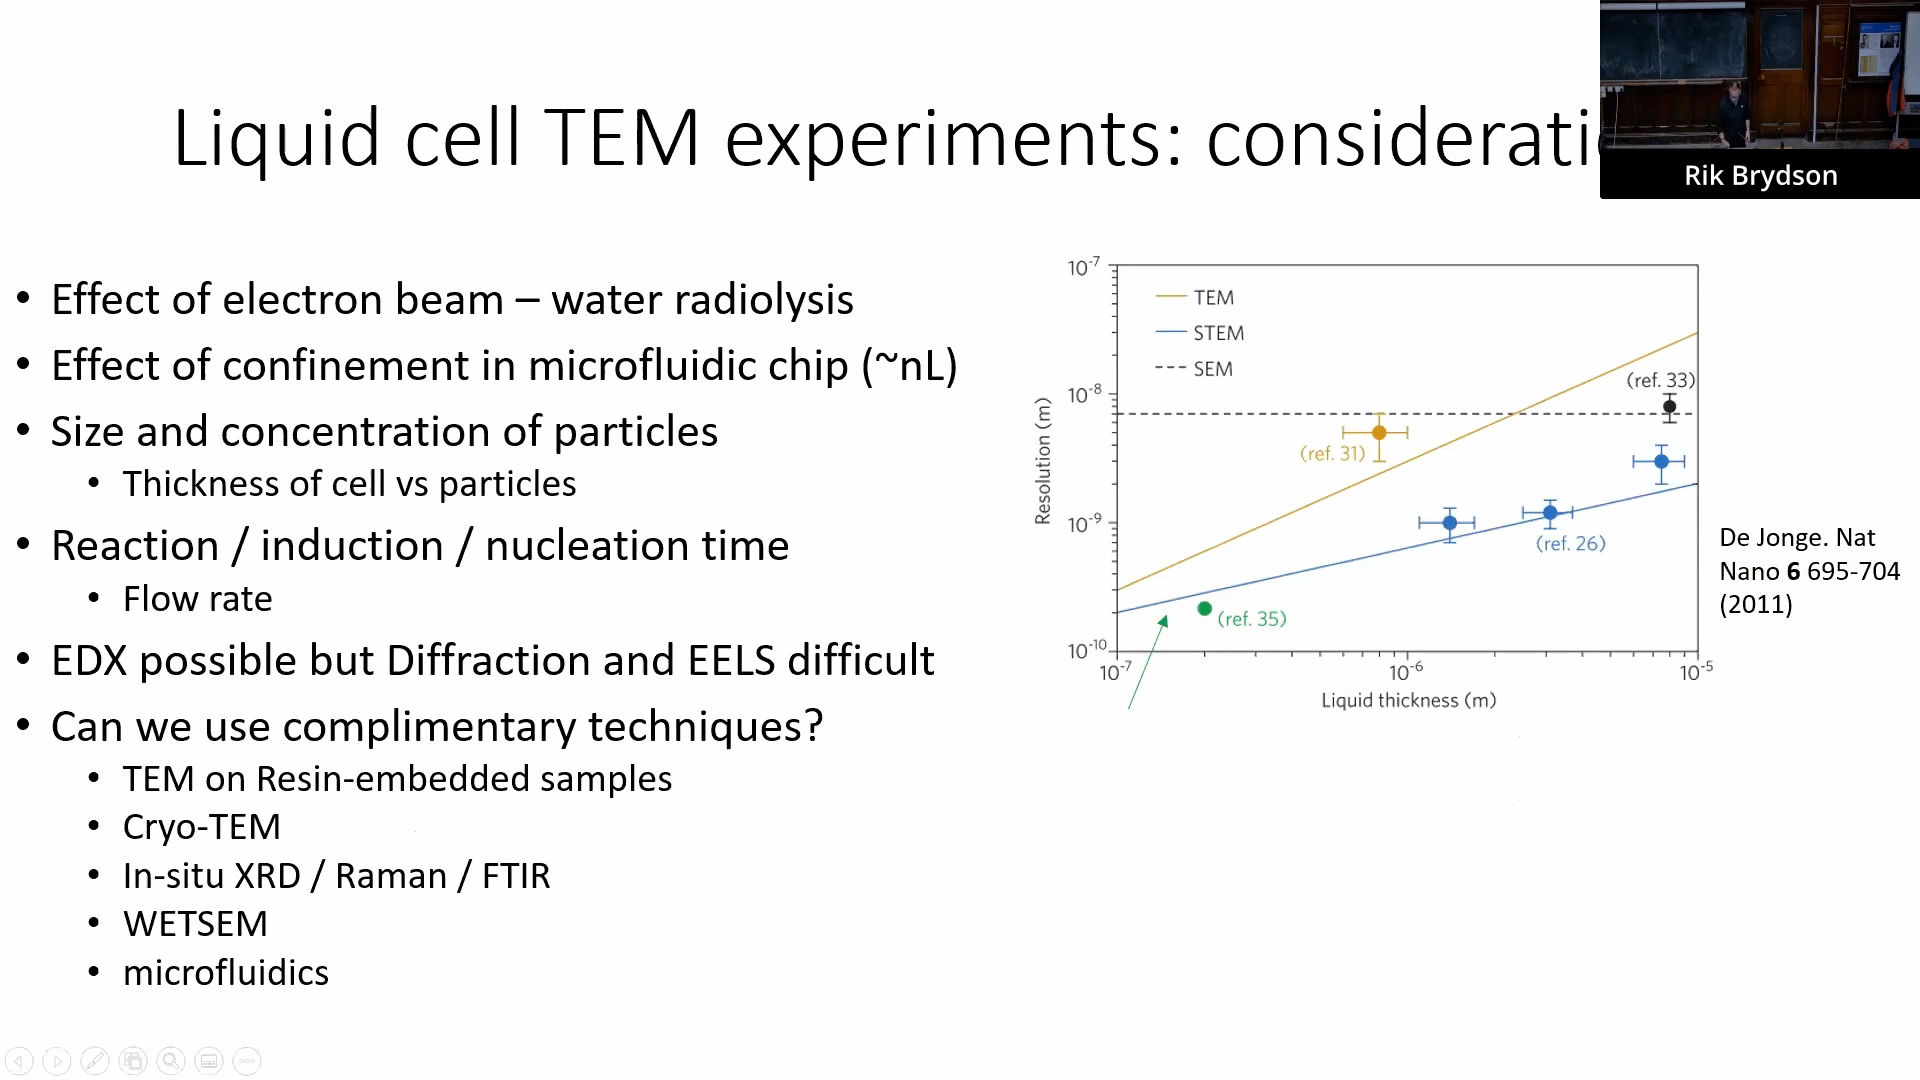 Liquid cell TEM experiments: considerati
Rik Brydson
• Effect of electron beam – water radiolysis
• Effect of confinement in microfluidic chip (~nL)
• Size and concentration of particles
• Thickness of cell vs particles
• Reaction / induction / nucleation time
• Flow rate
• EDX possible but Diffraction and EELS difficult
• Can we use complimentary techniques?
• TEM on Resin-embedded samples
• Cryo-TEM
• In-situ XRD / Raman / FTIR
• WETSEM
• microfluidics
10-7
10-8
10-9
10-10
Resolution (m)
TEM
STEM
SEM
(ref. 33)
(ref. 31)
(ref. 26)
(ref. 35)
10-7
10-6
10-5
Liquid thickness (m)
De Jonge. Nat
Nano 6 695-704
(2011)